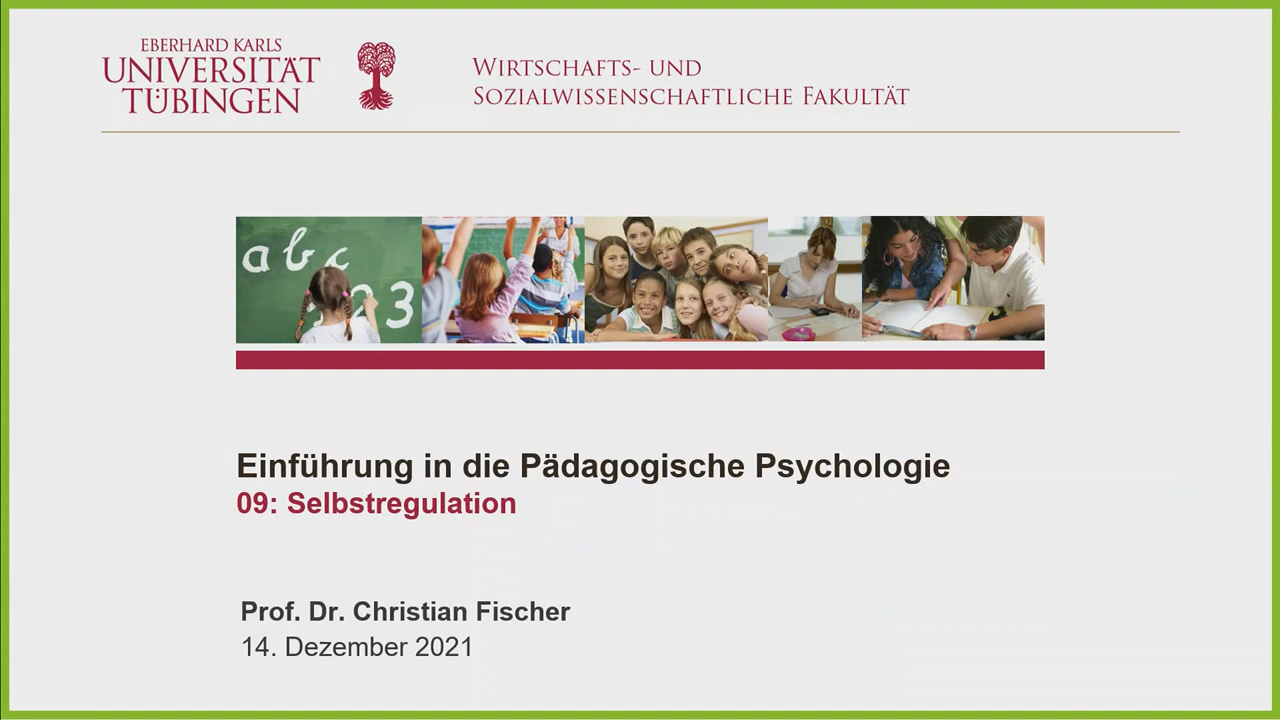 EBERHARD KARLS
UNIVERSITÄT
TÜBINGEN
WIRTSCHAFTS- UND
SOZIALWISSENSCHAFTLICHE FAKULTÄT
abc
23
Einführung in die Pädagogische Psychologie
09: Selbstregulation
Prof. Dr. Christian Fischer
14. Dezember 2021